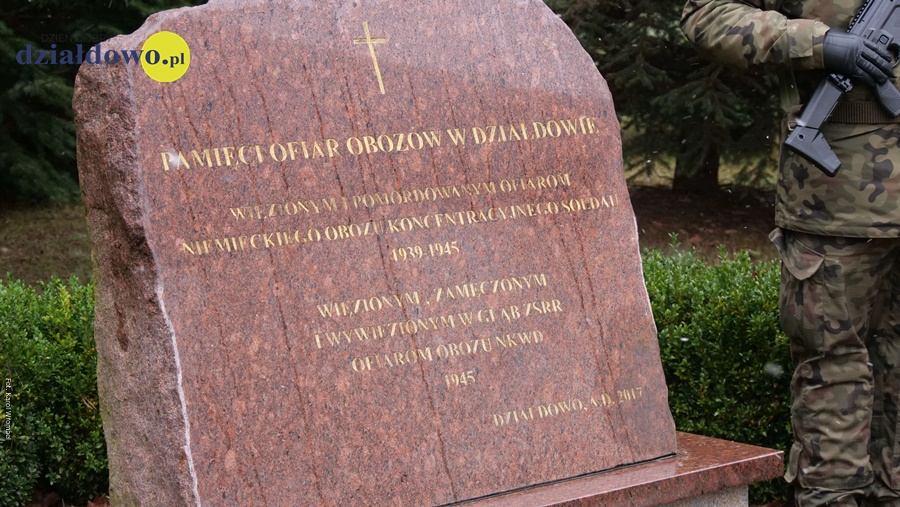 działdowo.pl
PAMIĘCI OFIAR OBOZÓW W DZIAŁDOWIE
WIĘZIONYM I POMORDOWANYM OFIAROM
NIEMIECKIEGO OBOZU KONCENTRACYJNEGO SOLDAU
1939-1945
WIĘZIONYM, ZAMĘCZONYM
I WYWIEZIONYM W GŁĄB ZSRR
OFIAROM OBOZU NKWD
1945
DZIAŁDOWO, A.D. 2017